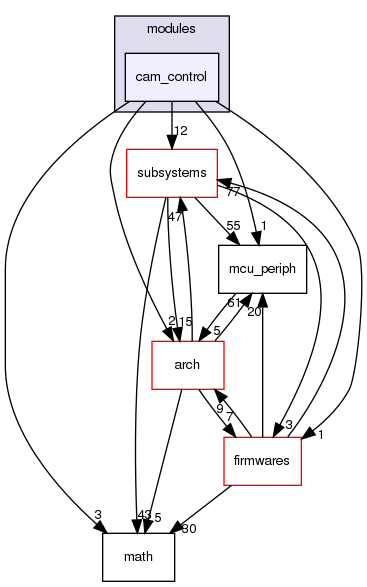 modules
cam_control
12
subsystems
77
47
55
1
mcu_periph
61
20
2
15
5
arch
9
7
3
1
firmwares
3
43
5
30
math